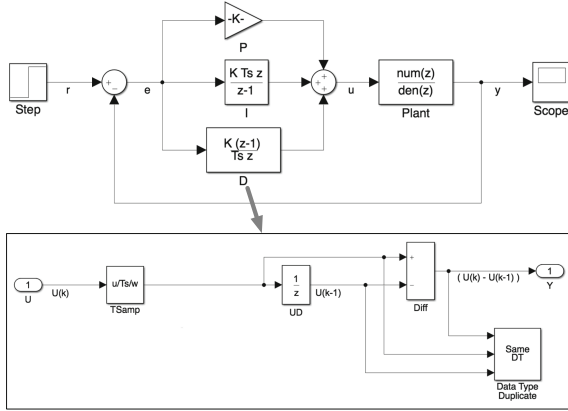 -K-
P
+
−
+
+
+
Step
r
e
K Ts z
z-1
I
u
num(z)
den(z)
Plant
y
Scope
K (z-1)
Ts z
D
1
U
U(k)
u/Ts/w
TSamp
1
z
UD
U(k-1)
+
−
Diff
( U(k) - U(k-1) )
1
Y
Same
DT
Data Type
Duplicate